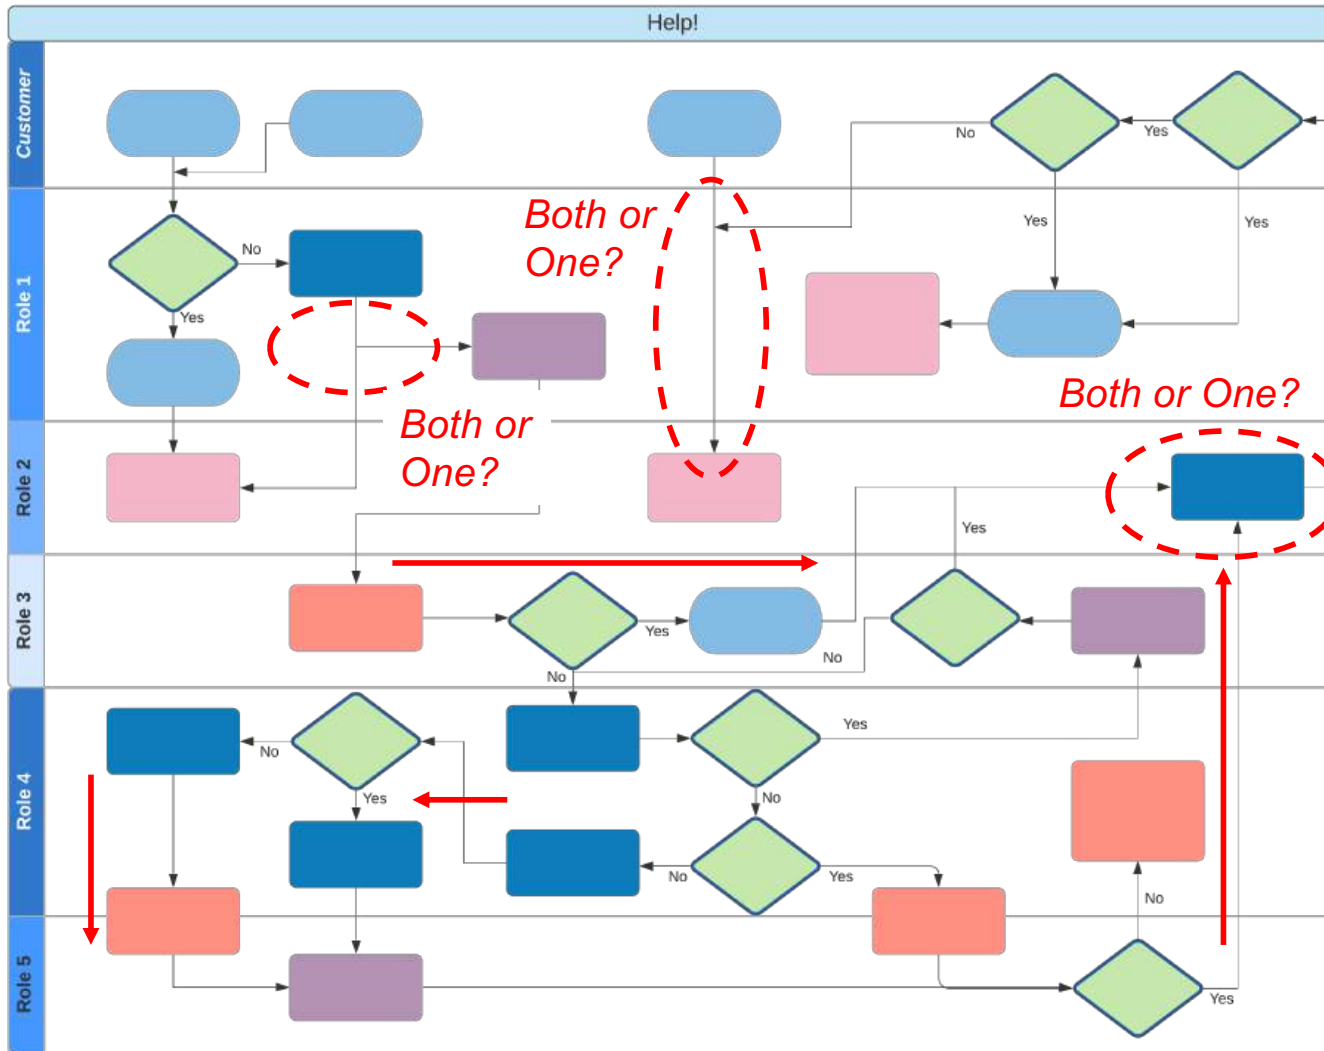 Help!
Customer
No
Yes
Both or
One?
Yes
Yes
Role 1
No
Yes
Both or
One?
Both or One?
Role 2
Yes
Role 3
Yes
No
No
Yes
Role 4
No
Yes
No
No
Yes
No
Role 5
Yes